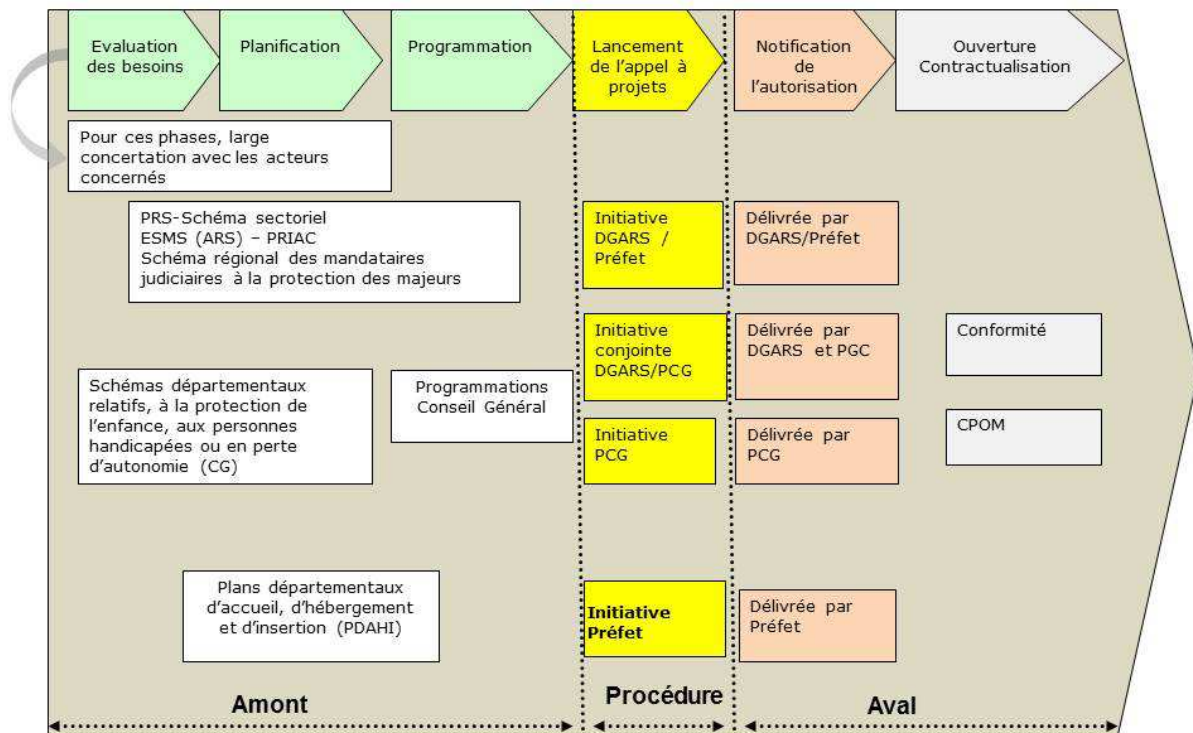 Evaluation
des besoins
Planification
Programmation
Lancement
de l'appel à
projets
Notification
de
l'autorisation
Ouverture
Contractualisation
Pour ces phases, large
concertation avec les acteurs
concernés
PRS-Schéma sectoriel
ESMS (ARS) – PRIAC
Schéma régional des mandataires
judiciaires à la protection des majeurs
Initiative
DGARS /
Préfet
Délivrée par
DGARS/Préfet
Initiative
conjointe
DGARS/PCG
Délivrée par
DGARS et PGC
Conformité
Schémas départementaux
relatifs, à la protection de
l'enfance, aux personnes
handicapées ou en perte
d'autonomie (CG)
Programmations
Conseil Général
Initiative
PCG
Délivrée par
PCG
CPOM
Plans départementaux
d'accueil, d'hébergement
et d'insertion (PDAHI)
Initiative
Préfet
Délivrée par
Préfet
Amont
Procédure
Aval